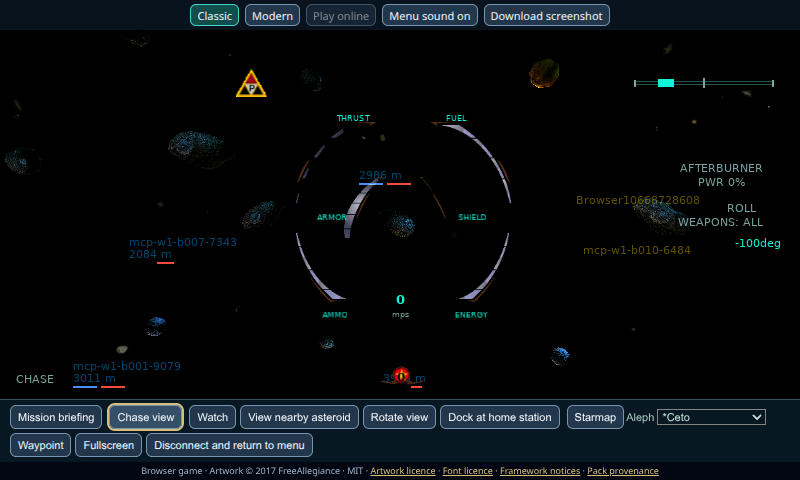 Classic Modern Play online Menu sound on Download screenshot
P
THRUST FUEL
AFTERBURNER
PWR 0%
2986 m
Browser10668728608
ROLL
ARMOR SHIELD WEAPONS: ALL
mcp-w1-b007-7343 -100deg
2084 m mcp-w1-b010-6484
0
mps
AMMO ENERGY
mcp-w1-b001-9079
CHASE 3011 m
Mission briefing Chase view Watch View nearby asteroid Rotate view Dock at home station Starmap Aleph *Ceto
Waypoint Fullscreen Disconnect and return to menu
Browser game · Artwork © 2017 FreeAllegiance · MIT · Artwork licence · Font licence · Framework notices · Pack provenance